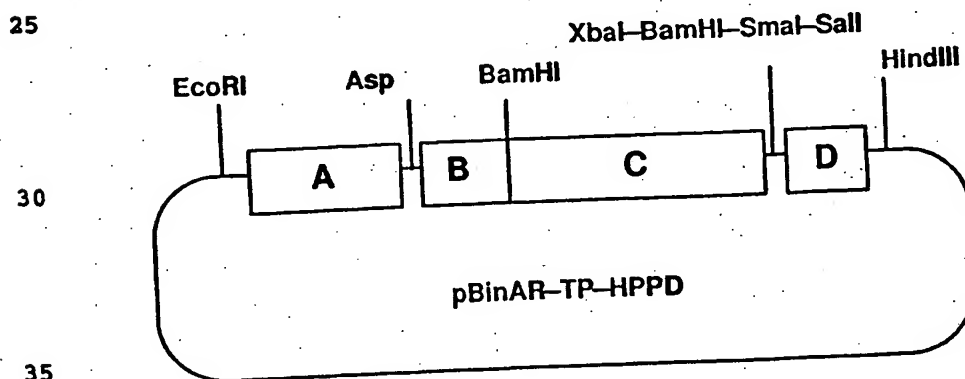 25
XbaI–BamHI–SmaI–SalI
EcoRI Asp BamHI HindIII
A B C D
30
pBinAR–TP–HPPD
35